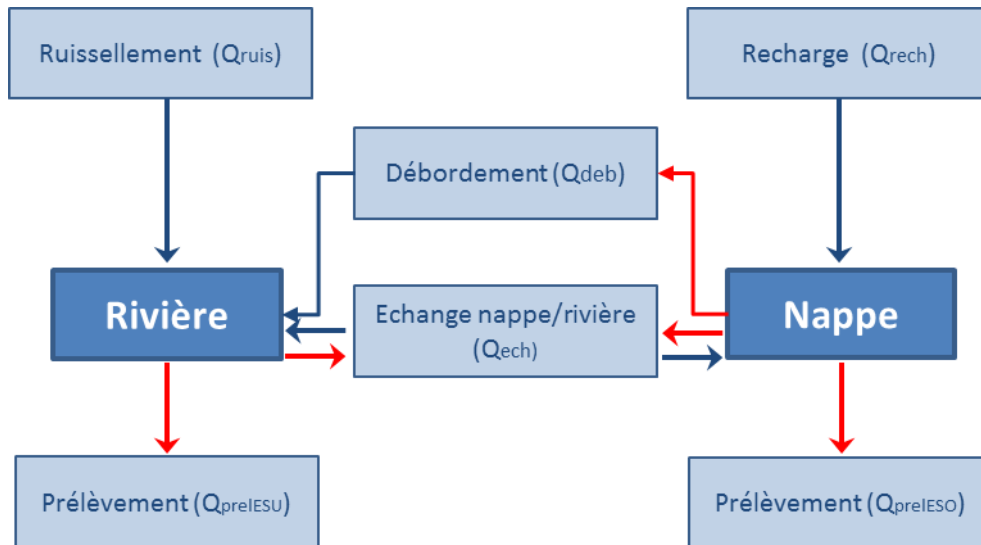 Ruissellement (Qruis)
Recharge (Qrech)
Débordement (Qdeb)
Rivière
Echange nappe/rivière
(Qech)
Nappe
Prélèvement (QprelESU)
Prélèvement (QprelESO)